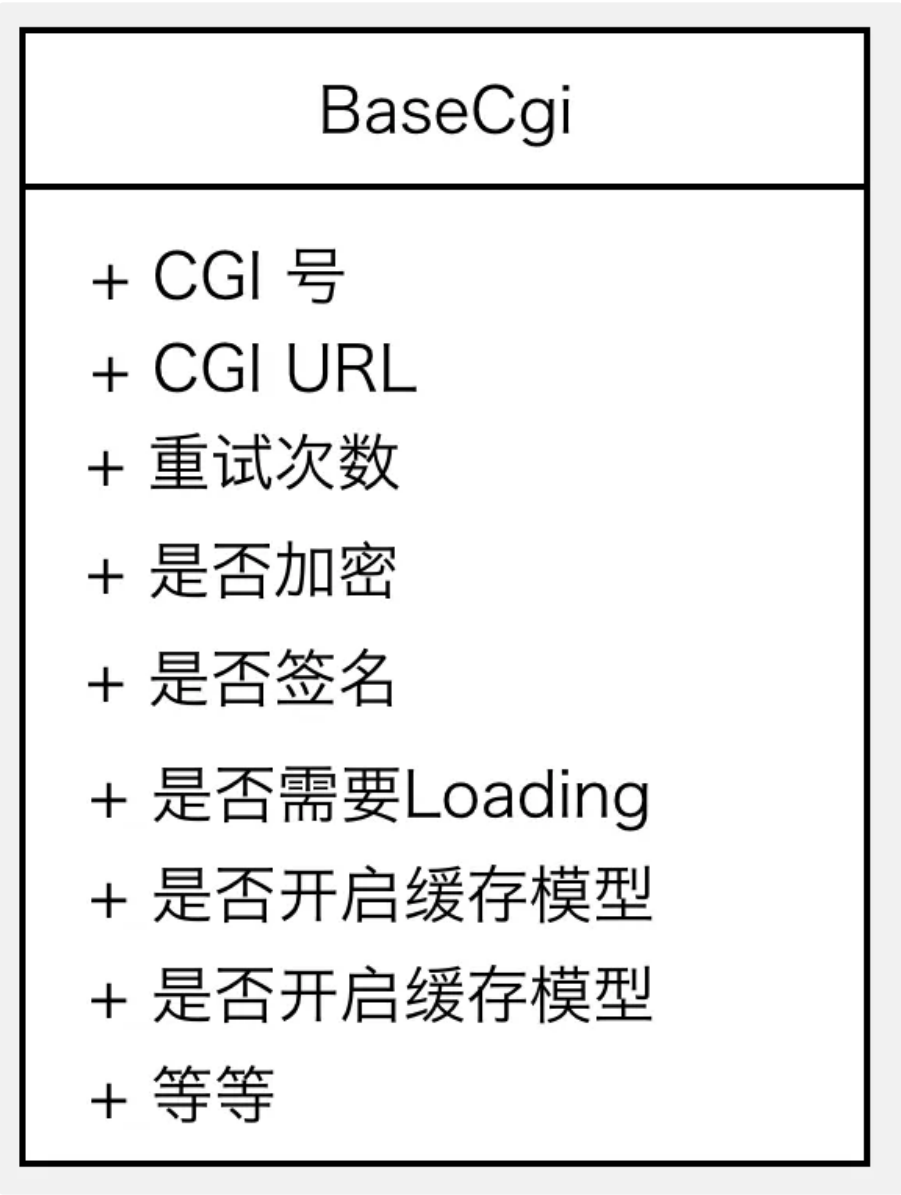 BaseCgi
+ CGI 号
+ CGI URL
+ 重试次数
+ 是否加密
+ 是否签名
+ 是否需要Loading
+ 是否开启缓存模型
+ 是否开启缓存模型
+ 等等